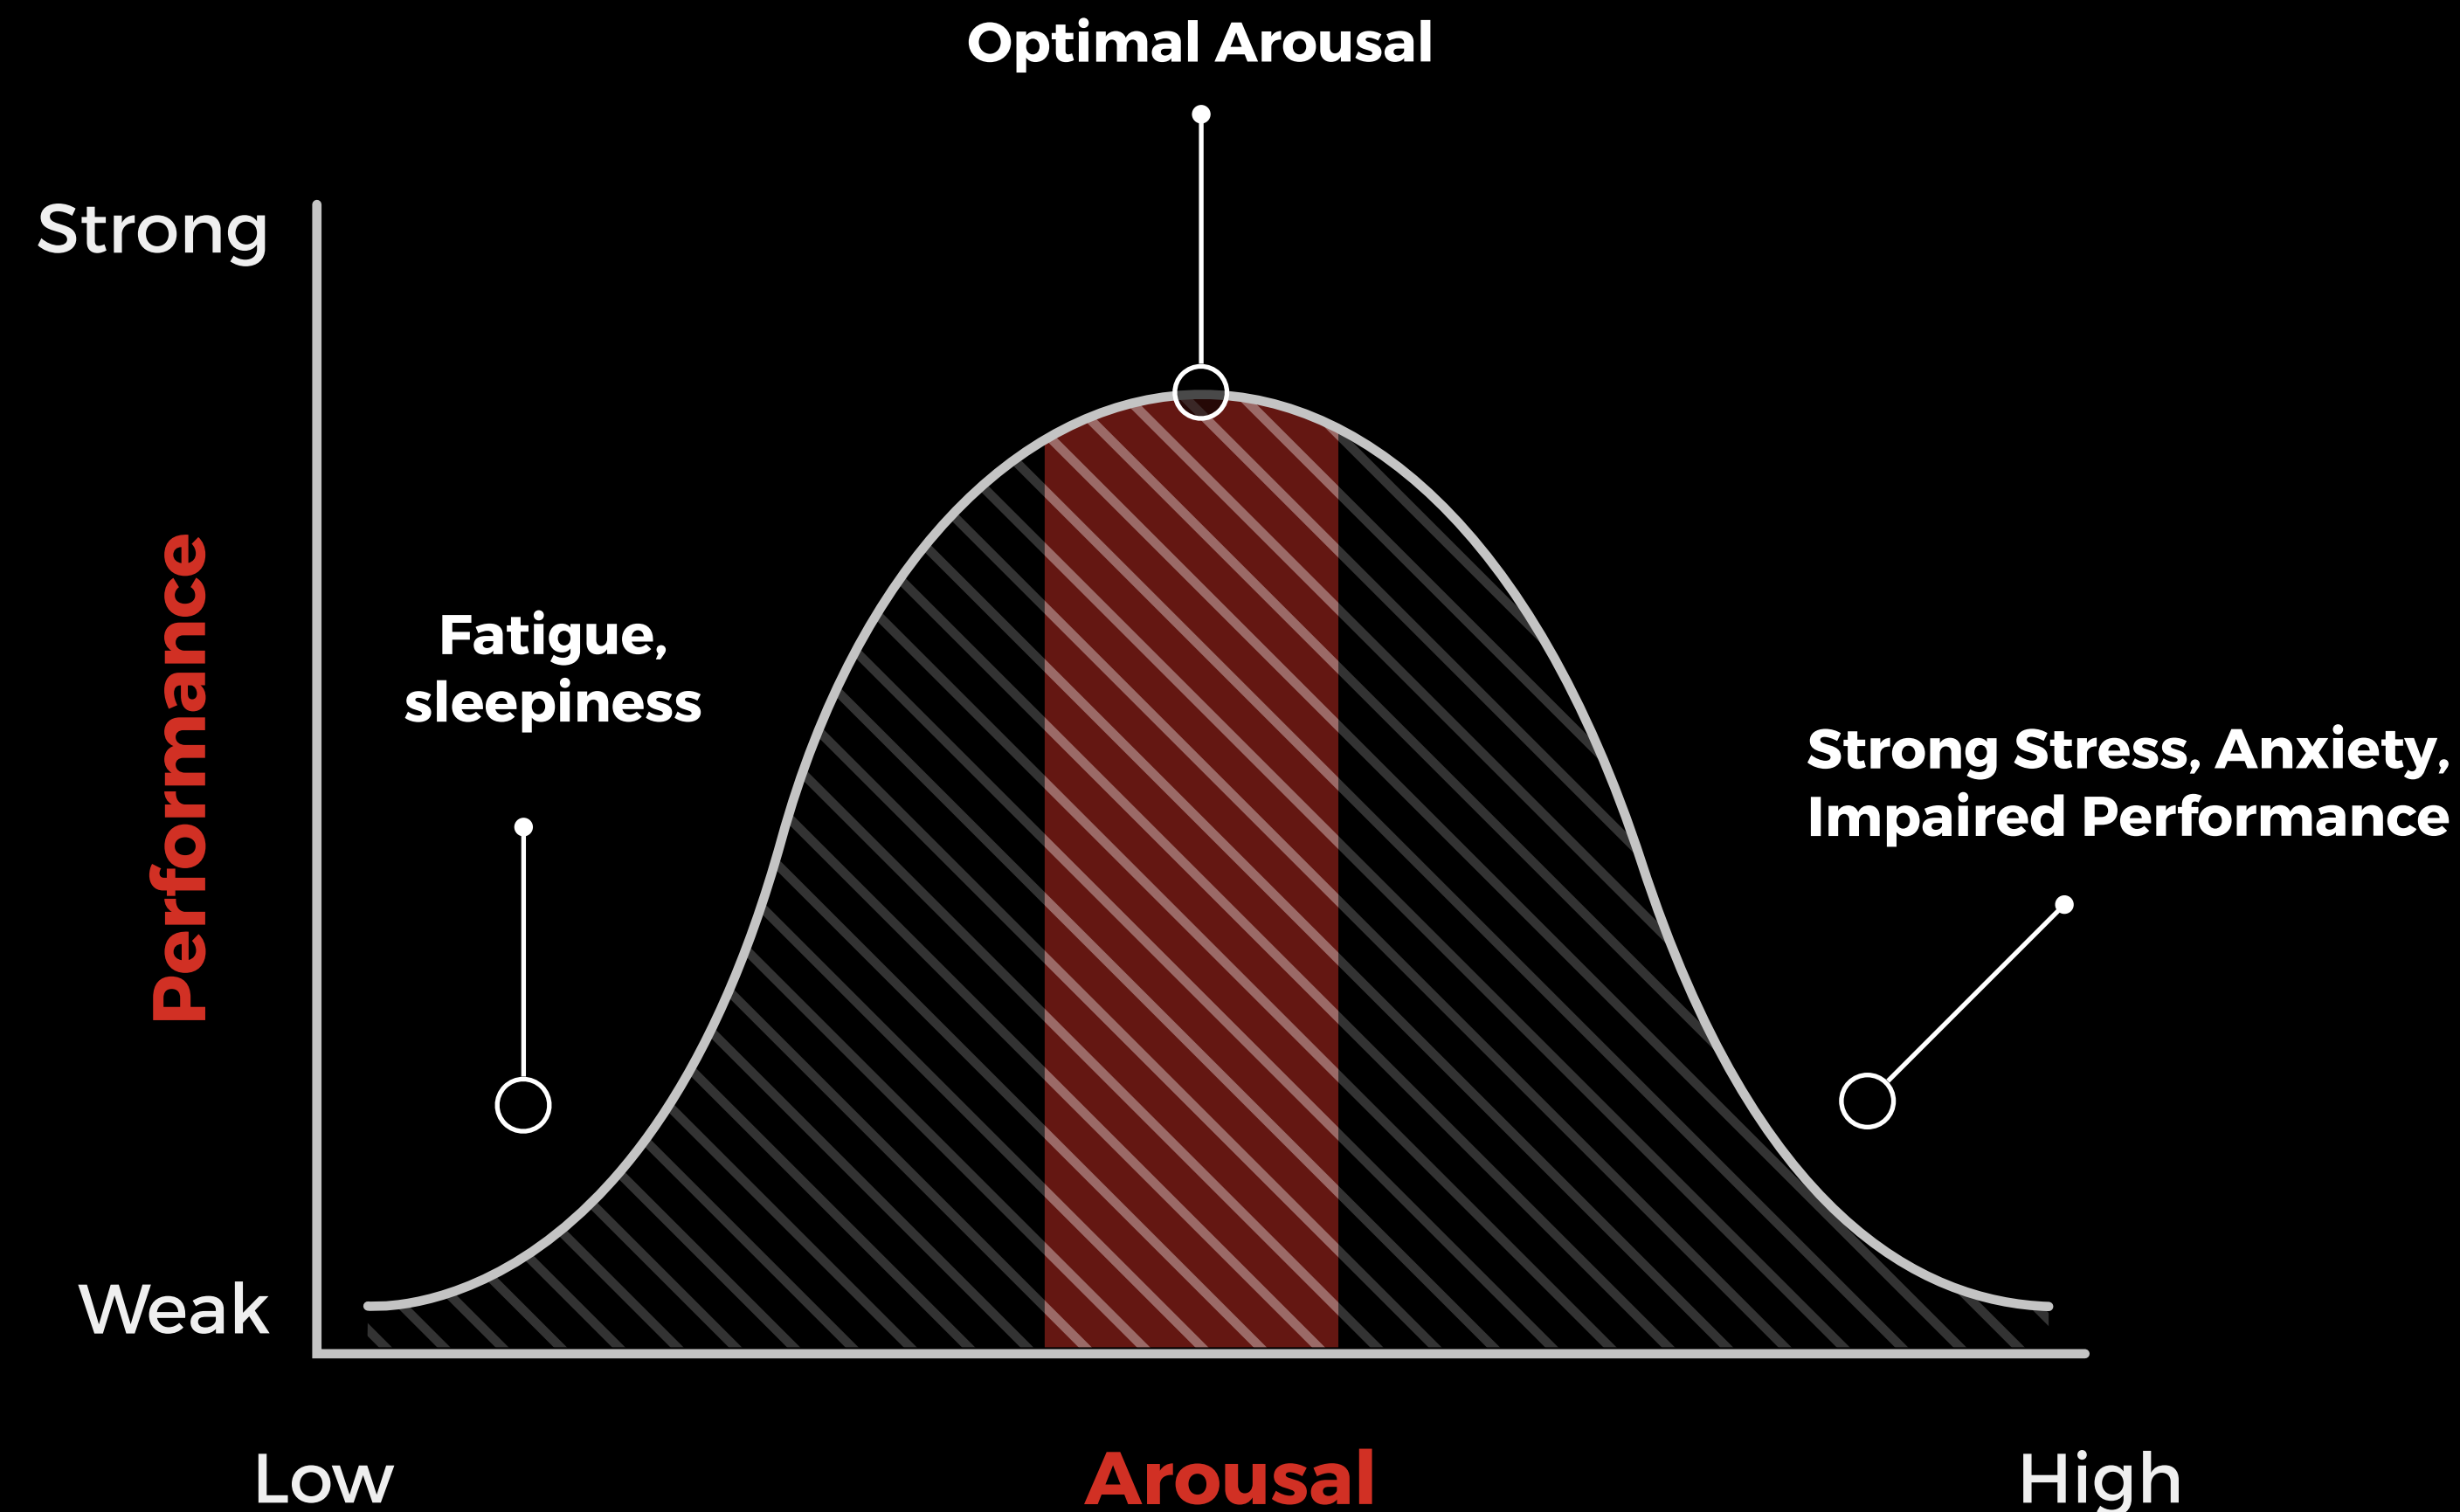 Optimal Arousal
Strong
Performance
Fatigue,
sleepiness
Strong Stress, Anxiety,
Impaired Performance
Weak
Low
Arousal
High